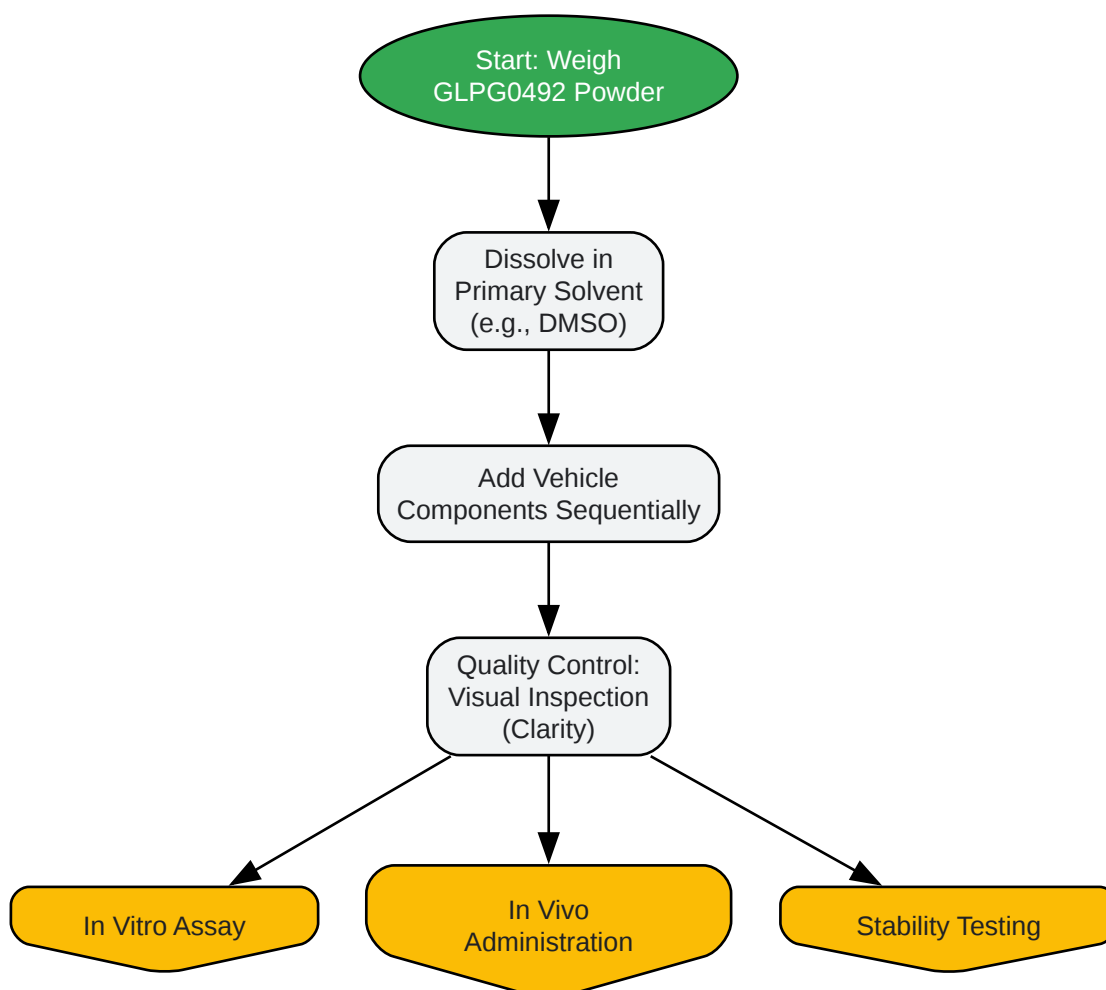 Start: Weigh
GLPG0492 Powder
Dissolve in
Primary Solvent
(e.g., DMSO)
Add Vehicle
Components Sequentially
Quality Control:
Visual Inspection
(Clarity)
In Vitro Assay
In Vivo
Administration
Stability Testing